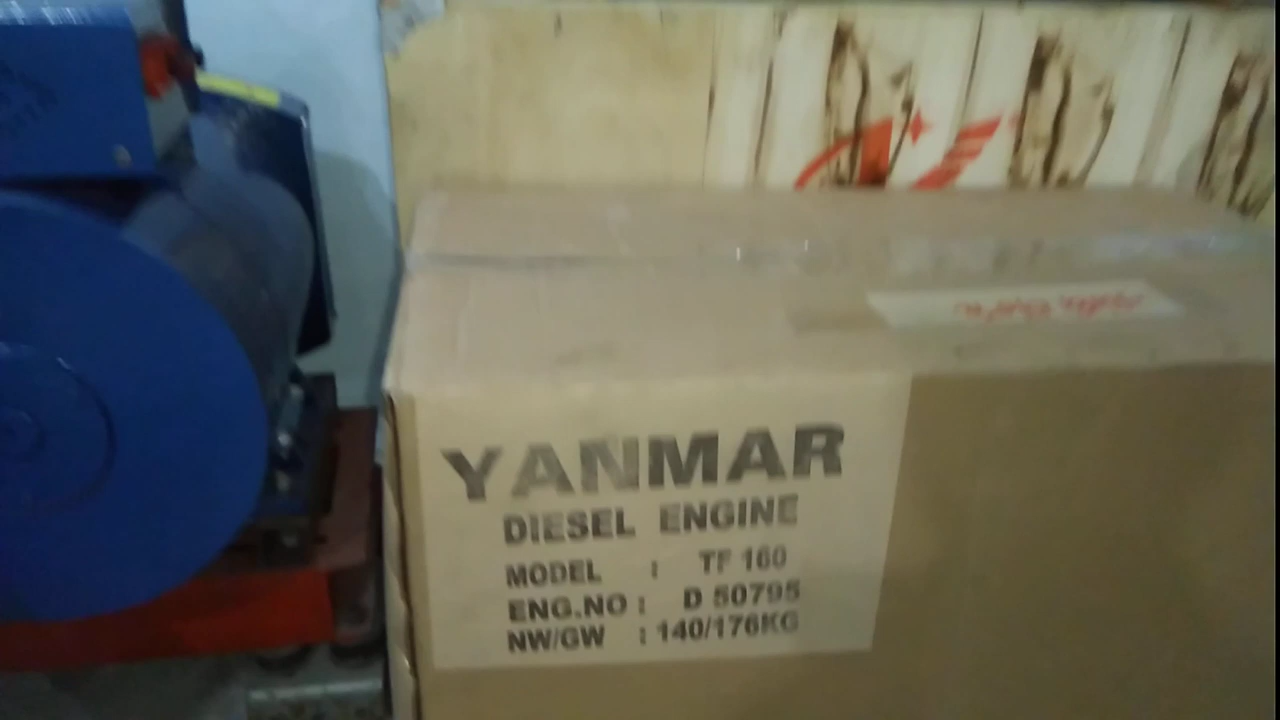 YANMAR
DIESEL ENGINE
MODEL : TF 160
ENG.NO : D 50795
NW/GW : 140/176KG